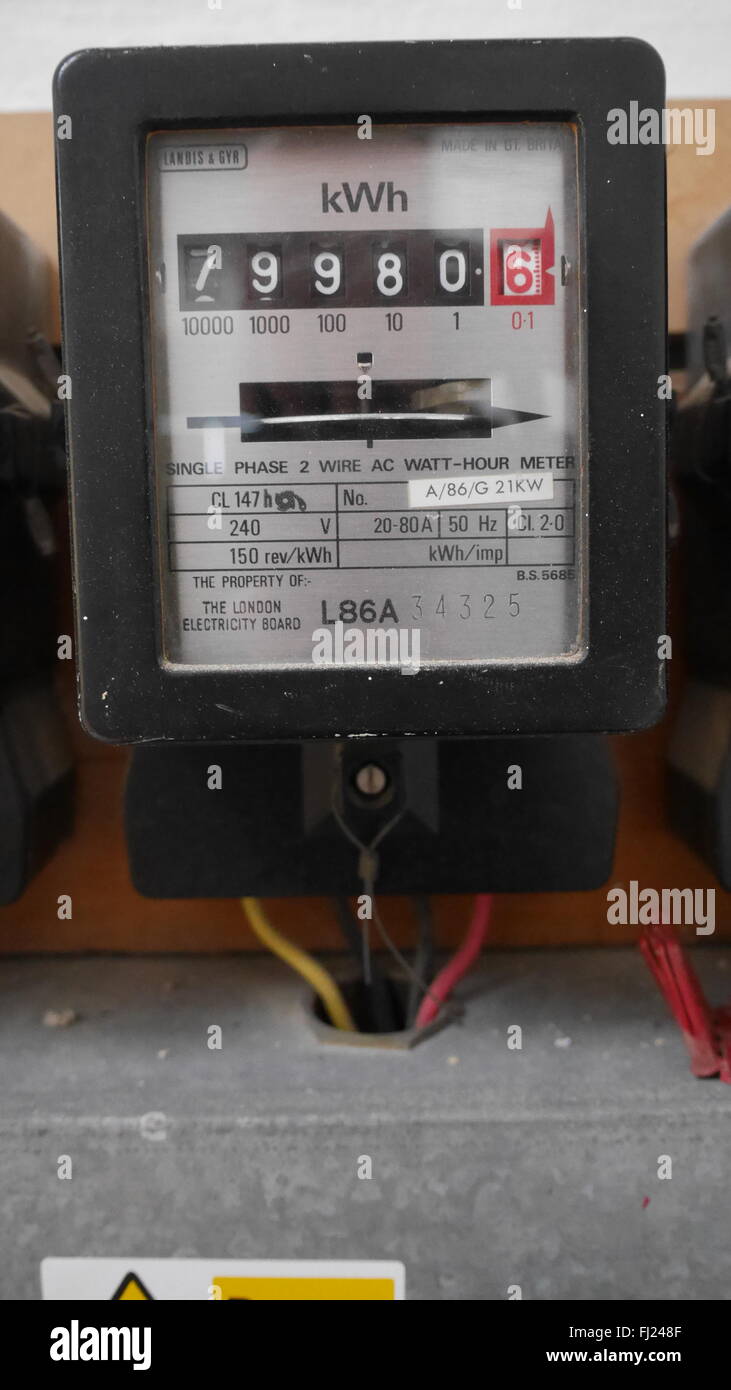 LANDIS & GYR
MADE IN GT. BRITA
kWh
7 9 9 8 0 6
10000 1000 100 10 1 0·1
SINGLE PHASE 2 WIRE AC WATT-HOUR METER
CL 147 No. A/86/G 21KW
240 V 20-80A 50 Hz Cl. 2·0
150 rev/kWh kWh/imp
THE PROPERTY OF:- B.S. 5685
THE LONDON
ELECTRICITY BOARD L86A 34325
a alamy
alamy
www.alamy.com
Image ID: FJ248F